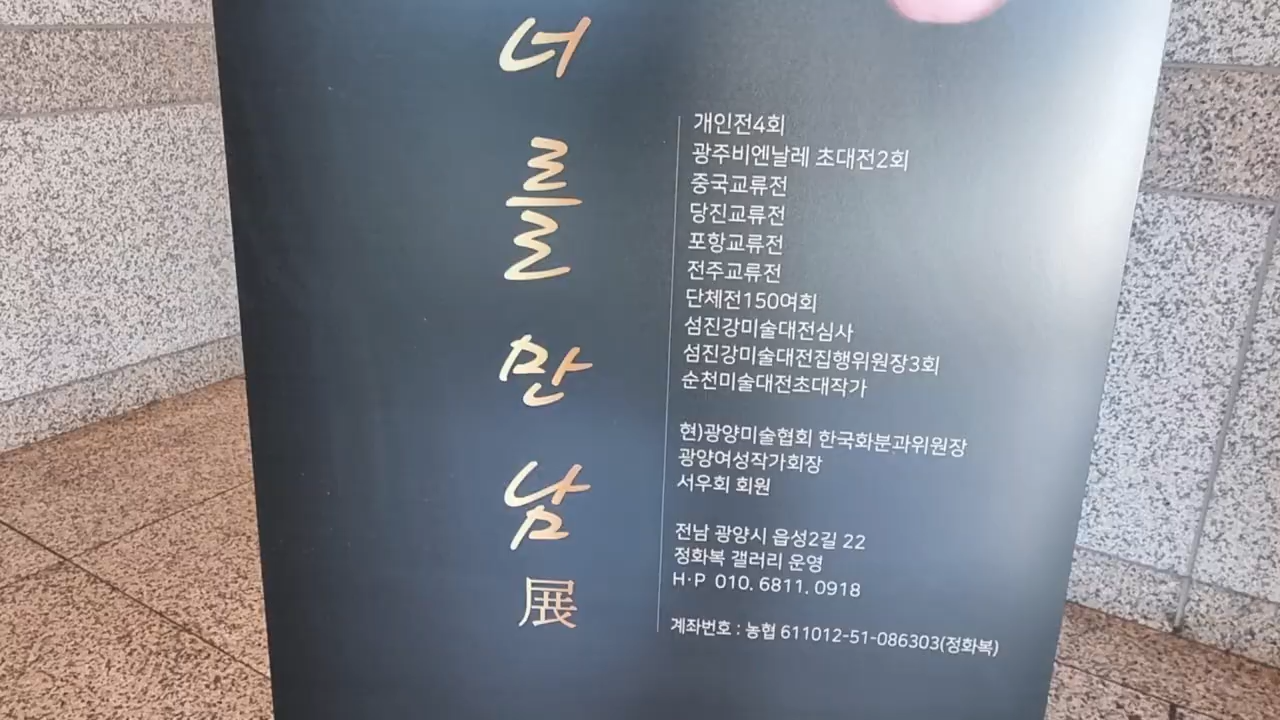 너를만남展
개인전4회
광주비엔날레 초대전2회
중국교류전
당진교류전
포항교류전
전주교류전
단체전150여회
섬진강미술대전심사
섬진강미술대전집행위원장3회
순천미술대전초대작가
현)광양미술협회 한국화분과위원장
광양여성작가회장
서우회 회원
전남 광양시 읍성2길 22
정화복 갤러리 운영
H·P 010. 6811. 0918
계좌번호 : 농협 611012-51-086303(정화복)